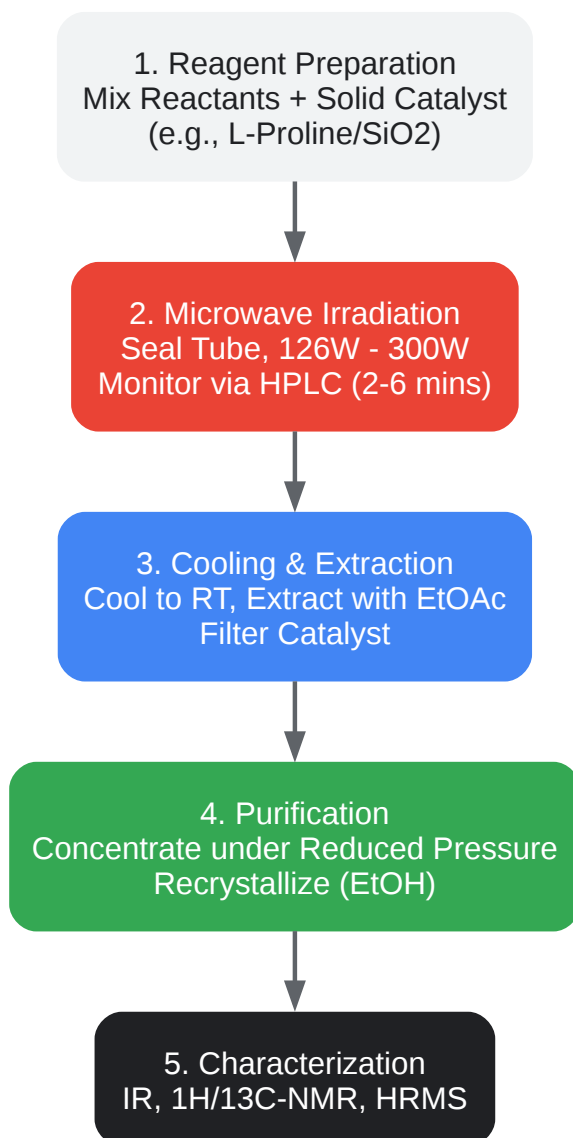 1. Reagent Preparation
Mix Reactants + Solid Catalyst
(e.g., L-Proline/SiO2)
2. Microwave Irradiation
Seal Tube, 126W - 300W
Monitor via HPLC (2-6 mins)
3. Cooling & Extraction
Cool to RT, Extract with EtOAc
Filter Catalyst
4. Purification
Concentrate under Reduced Pressure
Recrystallize (EtOH)
5. Characterization
IR, 1H/13C-NMR, HRMS